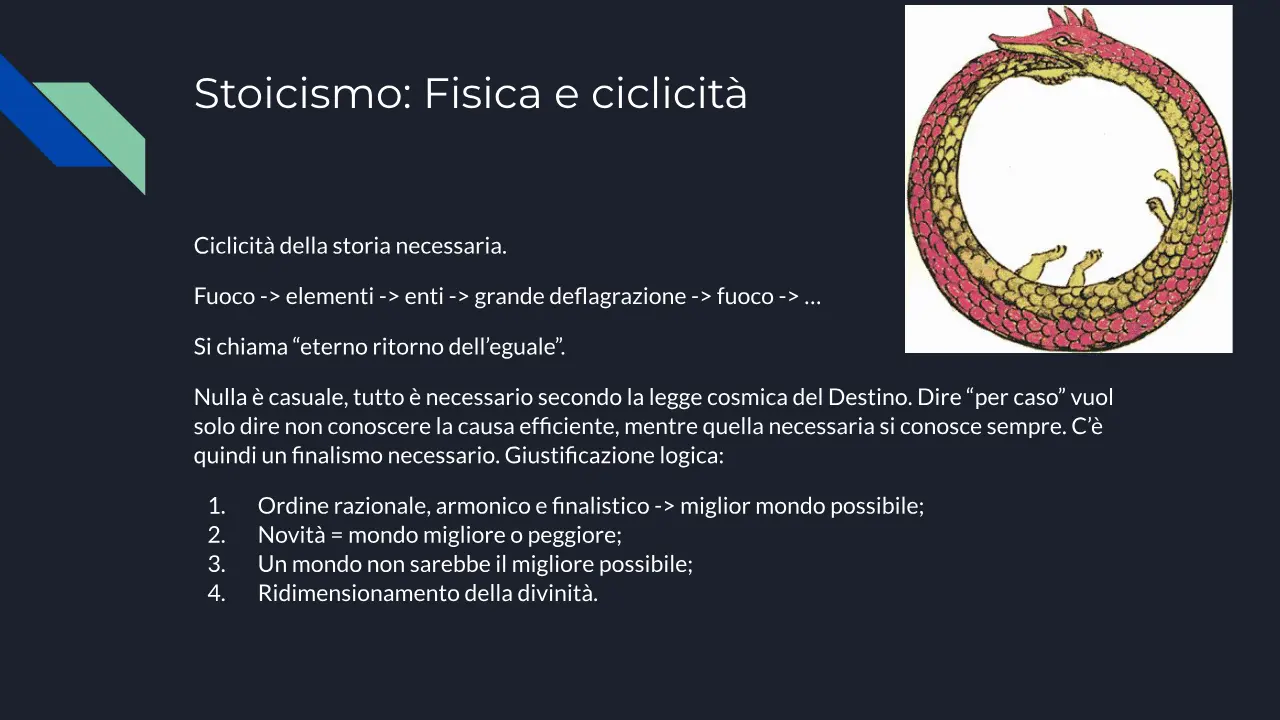 Stoicismo: Fisica e ciclicità
Ciclicità della storia necessaria.
Fuoco -> elementi -> enti -> grande deflagrazione -> fuoco -> …
Si chiama “eterno ritorno dell’eguale”.
Nulla è casuale, tutto è necessario secondo la legge cosmica del Destino. Dire “per caso” vuol
solo dire non conoscere la causa efficiente, mentre quella necessaria si conosce sempre. C’è
quindi un finalismo necessario. Giustificazione logica:
1. Ordine razionale, armonico e finalistico -> miglior mondo possibile;
2. Novità = mondo migliore o peggiore;
3. Un mondo non sarebbe il migliore possibile;
4. Ridimensionamento della divinità.